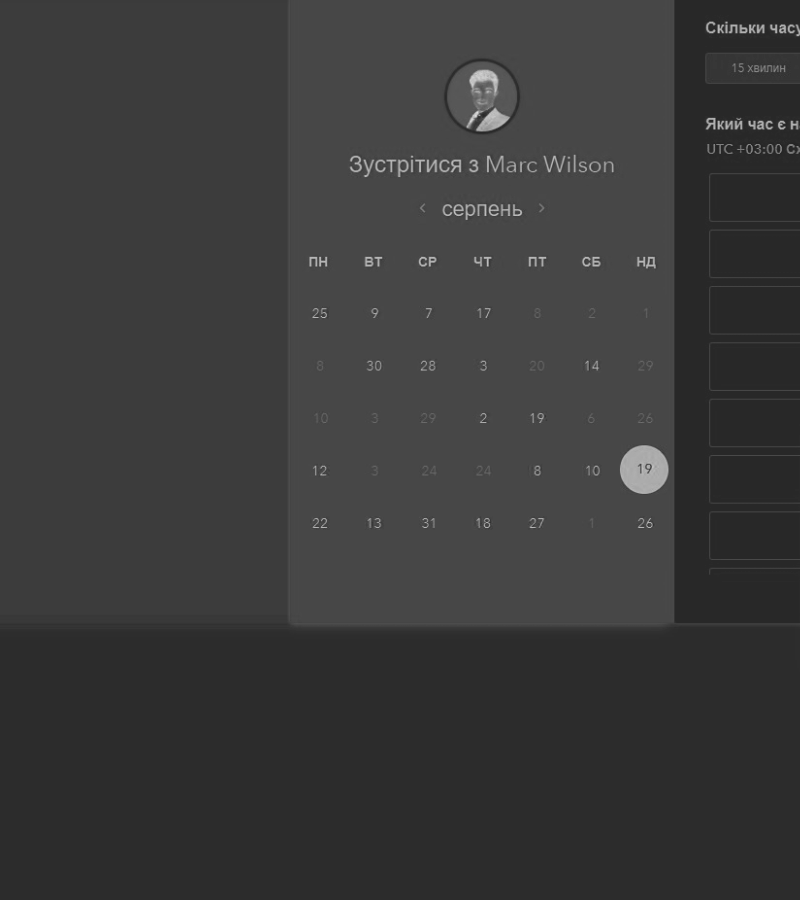 Зустрітися з Marc Wilson
серпень
ПН ВТ СР ЧТ ПТ СБ НД
25 9 7 17 8 2 1
8 30 28 3 20 14 29
10 3 29 2 19 6 26
12 3 24 24 8 10 19
22 13 31 18 27 1 26
Скільки часу
15 хвилин
Який час є н
UTC +03:00 Сх